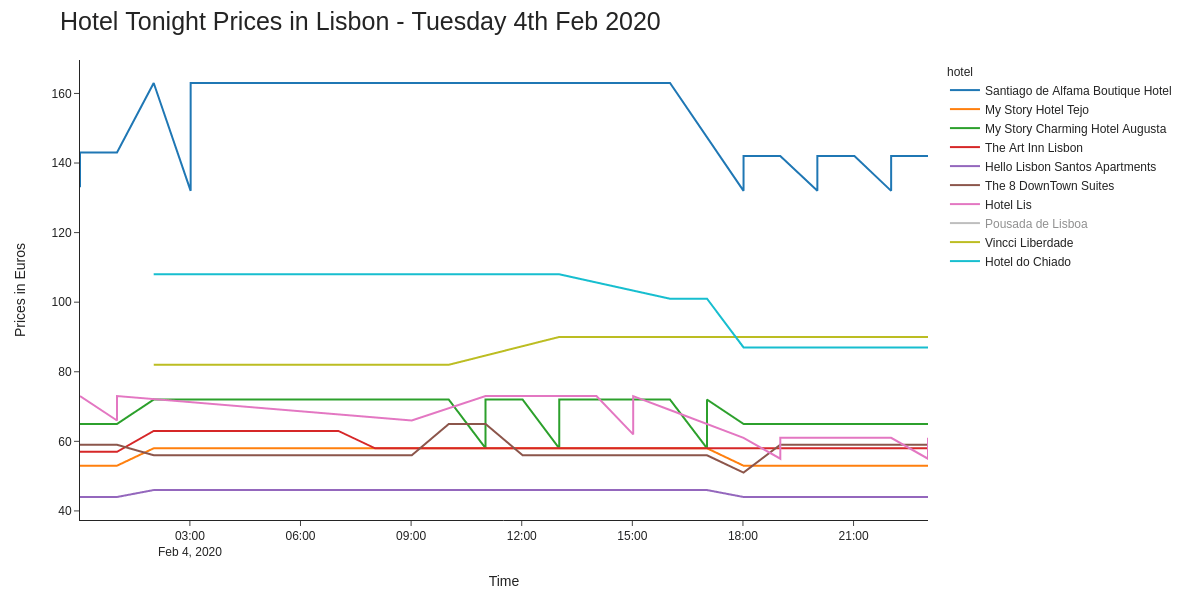 Hotel Tonight Prices in Lisbon - Tuesday 4th Feb 2020
hotel
Santiago de Alfama Boutique Hotel
My Story Hotel Tejo
My Story Charming Hotel Augusta
The Art Inn Lisbon
Hello Lisbon Santos Apartments
The 8 DownTown Suites
Hotel Lis
Pousada de Lisboa
Vincci Liberdade
Hotel do Chiado
Prices in Euros
160
140
120
100
80
60
40
03:00 06:00 09:00 12:00 15:00 18:00 21:00
Feb 4, 2020
Time